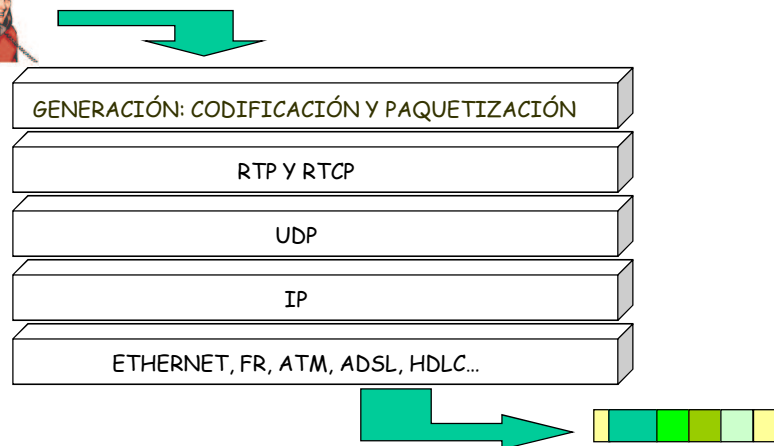 GENERACIÓN: CODIFICACIÓN Y PAQUETIZACIÓN
RTP Y RTCP
UDP
IP
ETHERNET, FR, ATM, ADSL, HDLC...